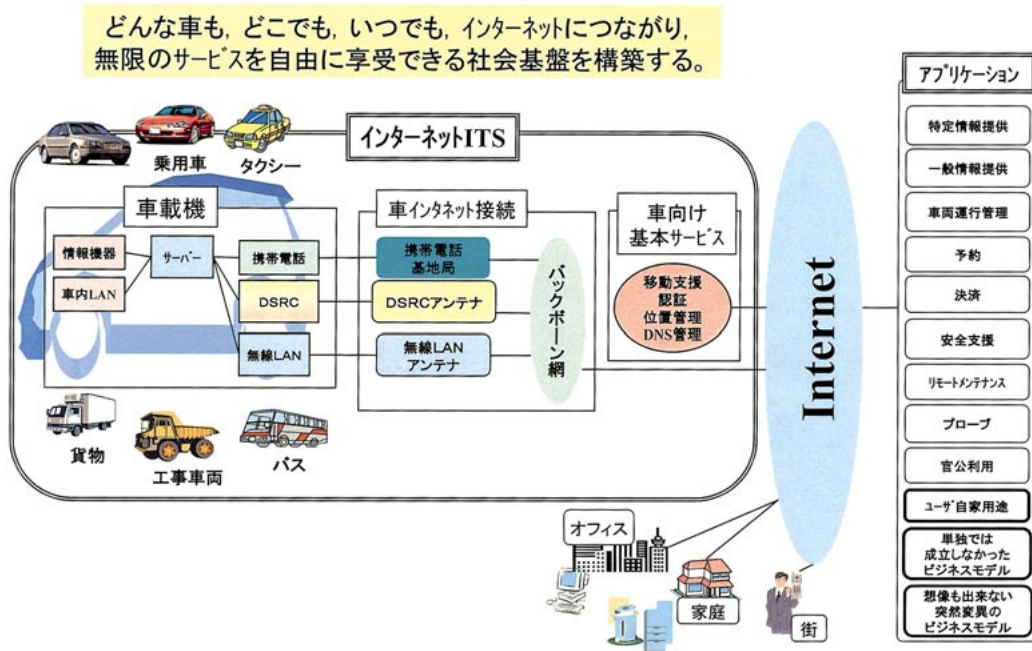 どんな車も，どこでも，いつでも，インターネットにつながり，
無限のサービスを自由に享受できる社会基盤を構築する。
インターネットITS
乗用車
タクシー
車載機
情報機器
車内LAN
サーバー
携帯電話
DSRC
無線LAN
車インタネット接続
携帯電話
基地局
DSRCアンテナ
無線LAN
アンテナ
バックボーン網
車向け
基本サービス
移動支援
認証
位置管理
DNS管理
貨物
工事車両
バス
Internet
オフィス
家庭
街
アプリケーション
特定情報提供
一般情報提供
車両運行管理
予約
決済
安全支援
リモートメンテナンス
プローブ
官公利用
ユーザ自家用途
単独では
成立しなかった
ビジネスモデル
想像も出来ない
突然変異の
ビジネスモデル